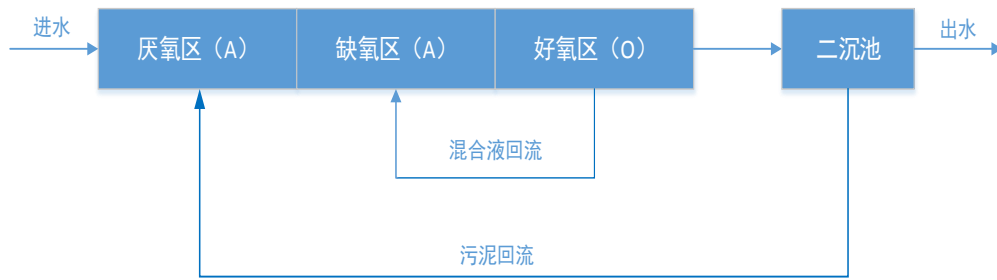 进水
厌氧区（A）
缺氧区（A）
好氧区（O）
二沉池
出水
混合液回流
污泥回流